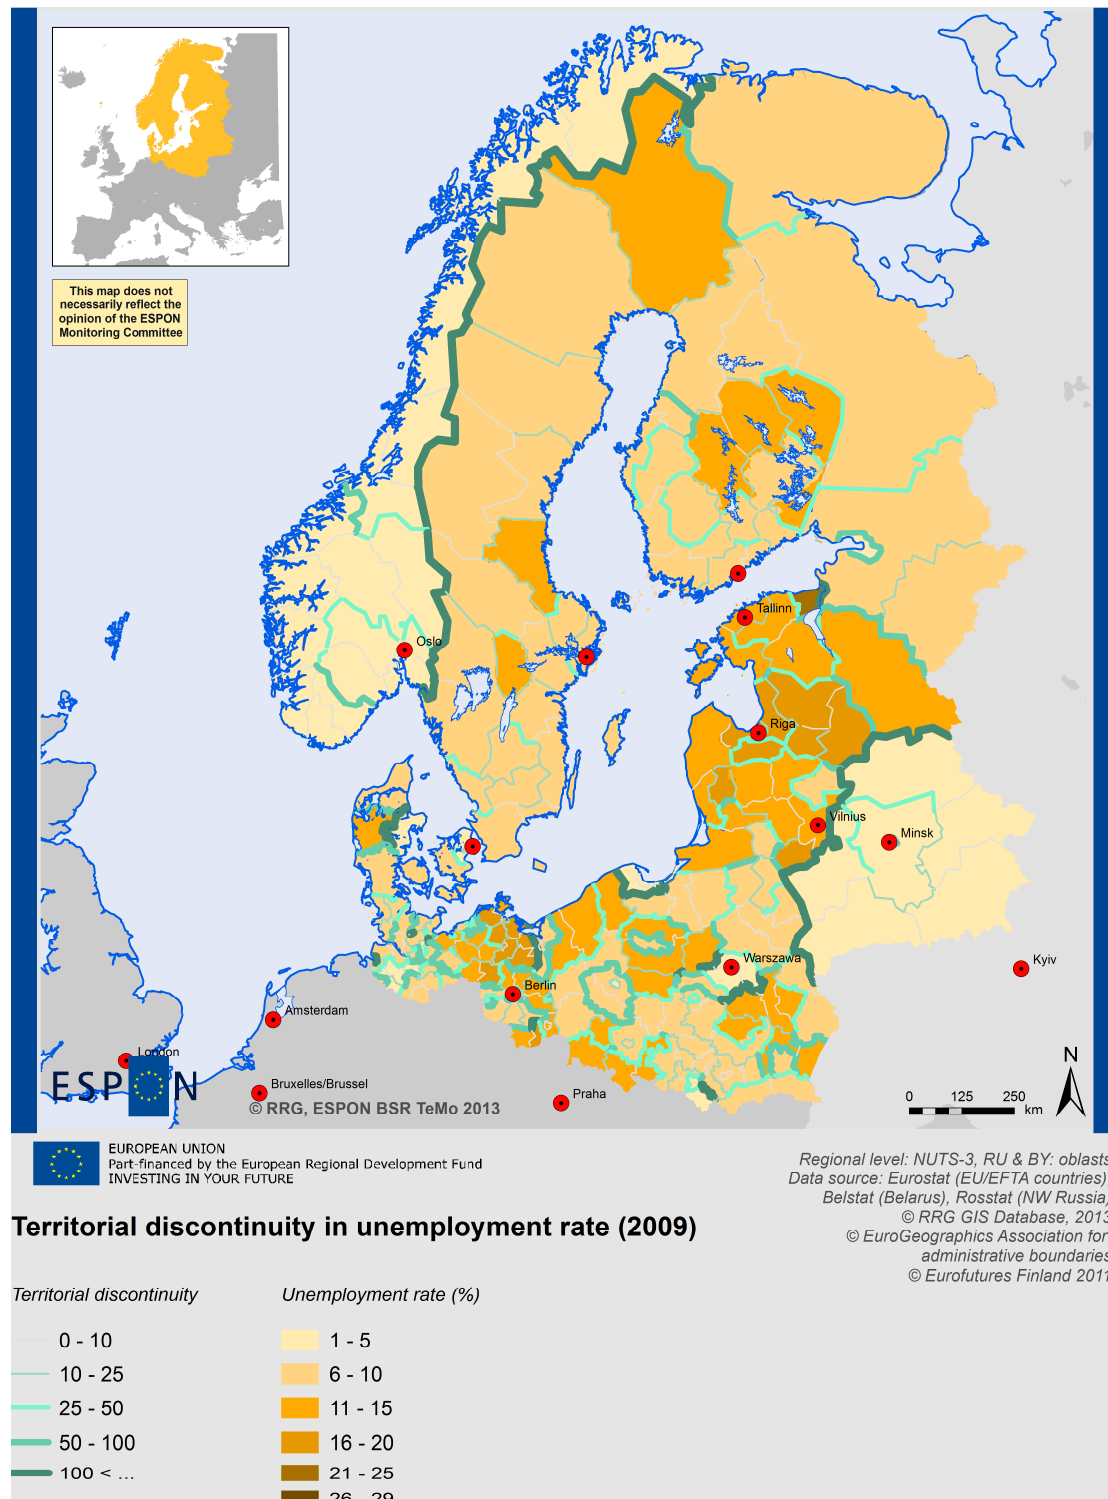 This map does not
necessarily reflect the
opinion of the ESPON
Monitoring Committee
Oslo
Tallinn
Riga
Vilnius
Minsk
Warszawa
Kyiv
Berlin
Amsterdam
London
Bruxelles/Brussel
Praha
ESPON
© RRG, ESPON BSR TeMo 2013
N
0 125 250
km
EUROPEAN UNION
Part-financed by the European Regional Development Fund
INVESTING IN YOUR FUTURE
Regional level: NUTS-3, RU & BY: oblasts
Data source: Eurostat (EU/EFTA countries),
Belstat (Belarus), Rosstat (NW Russia)
© RRG GIS Database, 2013
© EuroGeographics Association for
administrative boundaries
© Eurofutures Finland 2011
Territorial discontinuity in unemployment rate (2009)
Territorial discontinuity
0 - 10
10 - 25
25 - 50
50 - 100
100 < ...
Unemployment rate (%)
1 - 5
6 - 10
11 - 15
16 - 20
21 - 25
26 - 29